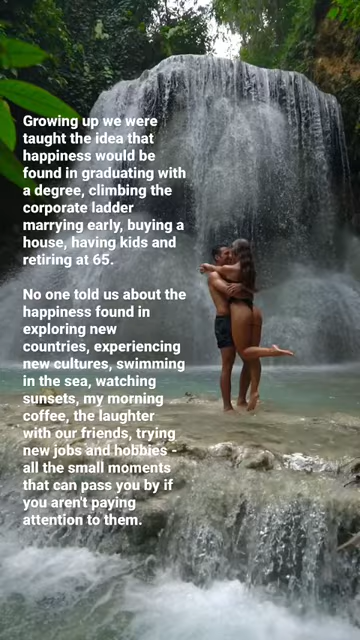 Growing up we were
taught the idea that
happiness would be
found in graduating with
a degree, climbing the
corporate ladder
marrying early, buying a
house, having kids and
retiring at 65.
No one told us about the
happiness found in
exploring new
countries, experiencing
new cultures, swimming
in the sea, watching
sunsets, my morning
coffee, the laughter
with our friends, trying
new jobs and hobbies -
all the small moments
that can pass you by if
you aren't paying
attention to them.